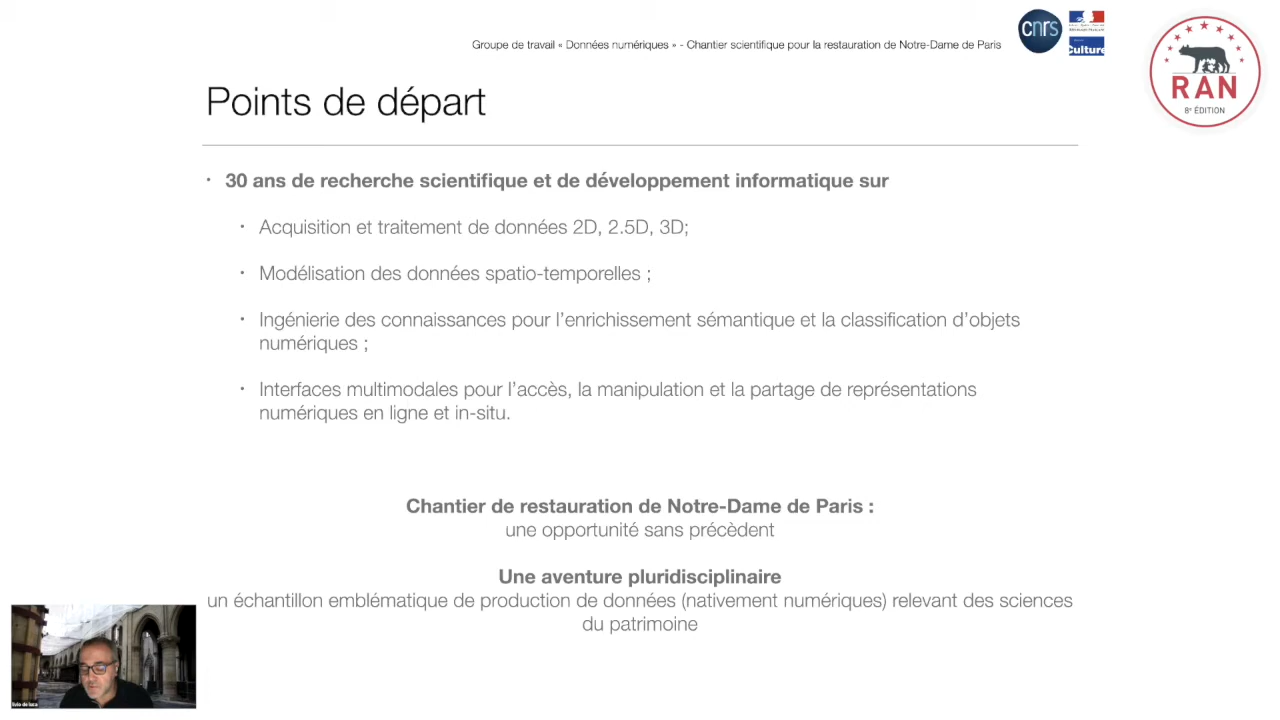 Groupe de travail « Données numériques » - Chantier scientifique pour la restauration de Notre-Dame de Paris
cnrs
Culture
RAN
8e ÉDITION
Points de départ
• 30 ans de recherche scientifique et de développement informatique sur
• Acquisition et traitement de données 2D, 2.5D, 3D;
• Modélisation des données spatio-temporelles ;
• Ingénierie des connaissances pour l'enrichissement sémantique et la classification d'objets
numériques ;
• Interfaces multimodales pour l'accès, la manipulation et la partage de représentations
numériques en ligne et in-situ.
Chantier de restauration de Notre-Dame de Paris :
une opportunité sans précèdent
Une aventure pluridisciplinaire
un échantillon emblématique de production de données (nativement numériques) relevant des sciences
du patrimoine